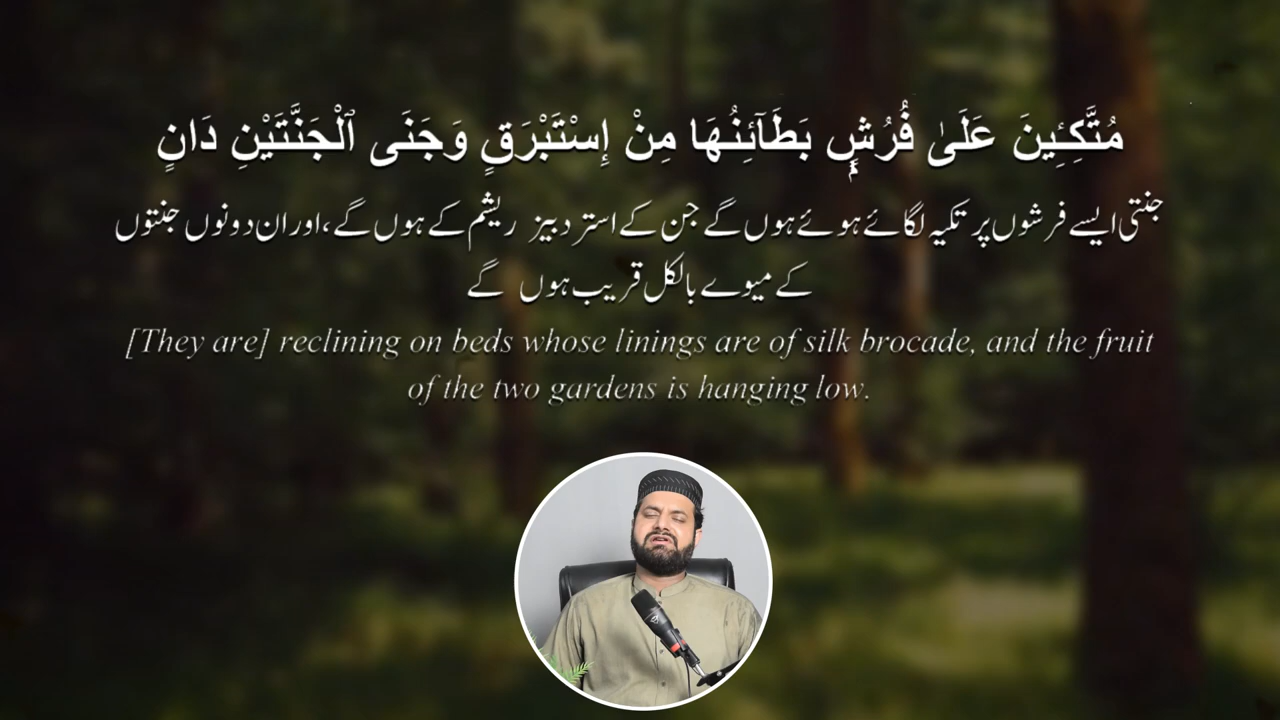 مُتَّكِـِٔينَ عَلَىٰ فُرُشٍۭ بَطَآئِنُهَا مِنْ إِسْتَبْرَقٍ وَجَنَى ٱلْجَنَّتَيْنِ دَانٍ
جنتی ایسے فرشوں پر تکیہ لگائے ہوئے ہوں گے جن کے استر دبیز ریشم کے ہوں گے، اور ان دونوں جنتوں
کے میوے بالکل قریب ہوں گے
[They are] reclining on beds whose linings are of silk brocade, and the fruit
of the two gardens is hanging low.